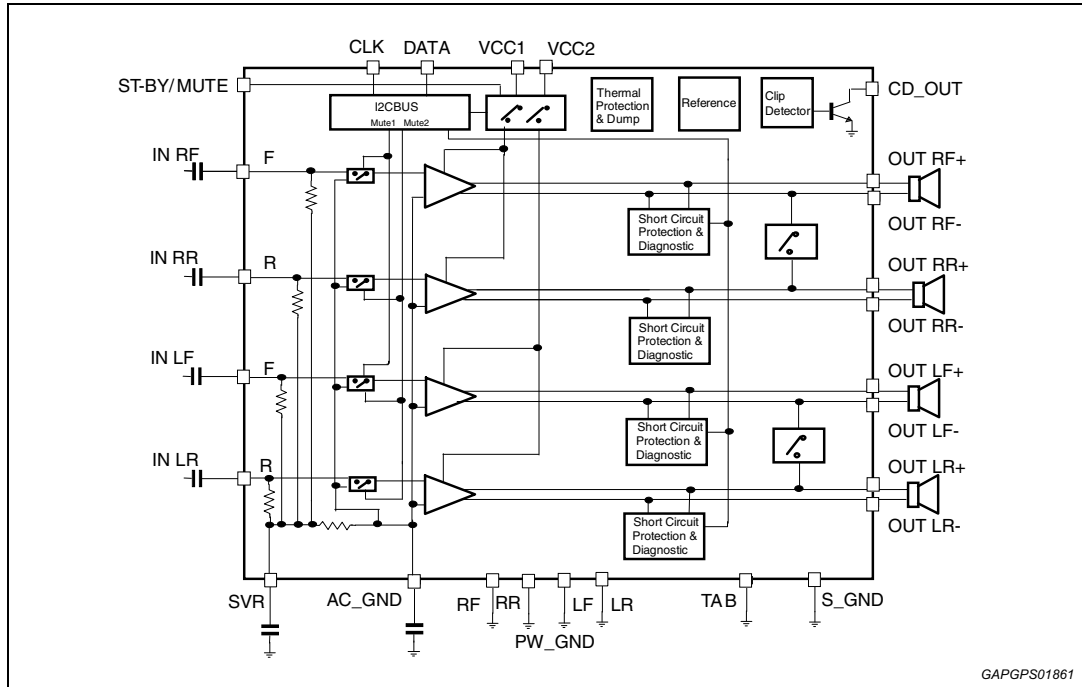 CLK DATA VCC1 VCC2
ST-BY/MUTE
I2CBUS
Mute1 Mute2
Thermal
Protection
& Dump
Reference
Clip
Detector
CD_OUT
IN RF
F
OUT RF+
Short Circuit
Protection &
Diagnostic
OUT RF-
IN RR
R
OUT RR+
Short Circuit
Protection &
Diagnostic
OUT RR-
IN LF
F
OUT LF+
Short Circuit
Protection &
Diagnostic
OUT LF-
IN LR
R
OUT LR+
Short Circuit
Protection &
Diagnostic
OUT LR-
SVR AC_GND RF RR LF LR TAB S_GND
PW_GND
GAPGPS01861